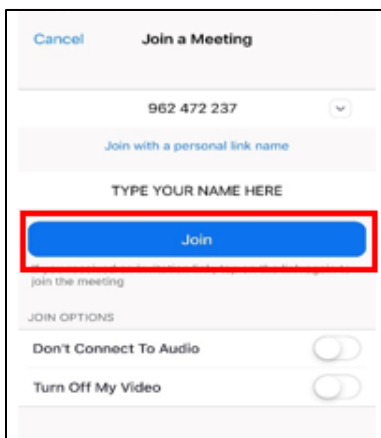 Cancel Join a Meeting
962 472 237
Join with a personal link name
TYPE YOUR NAME HERE
Join
join the meeting
JOIN OPTIONS
Don't Connect To Audio
Turn Off My Video